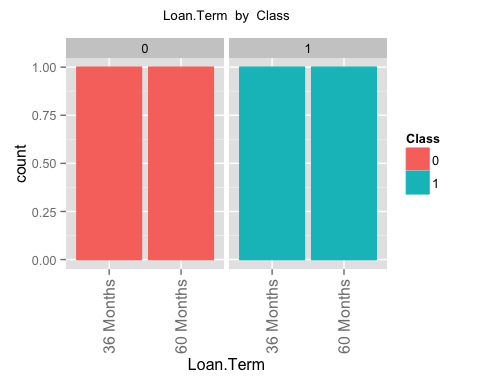 Loan.Term by Class
0
1
1.00
0.75
0.50
0.25
0.00
count
36 Months
60 Months
36 Months
60 Months
Loan.Term
Class
0
1